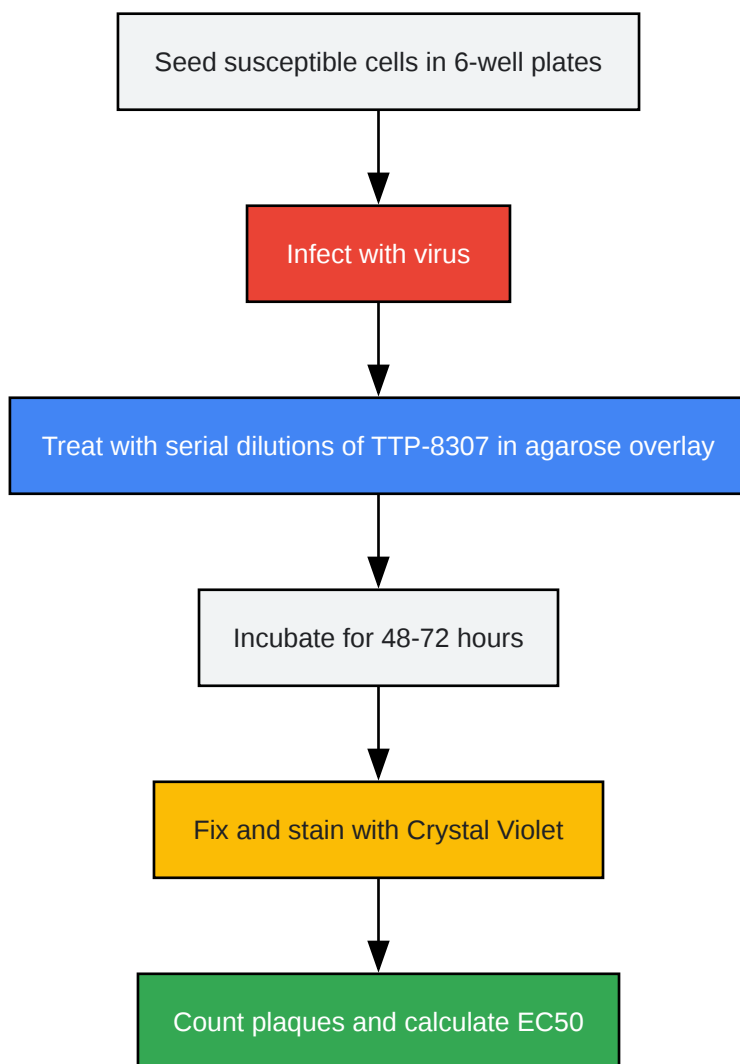 Seed susceptible cells in 6-well plates
Infect with virus
Treat with serial dilutions of TTP-8307 in agarose overlay
Incubate for 48-72 hours
Fix and stain with Crystal Violet
Count plaques and calculate EC50